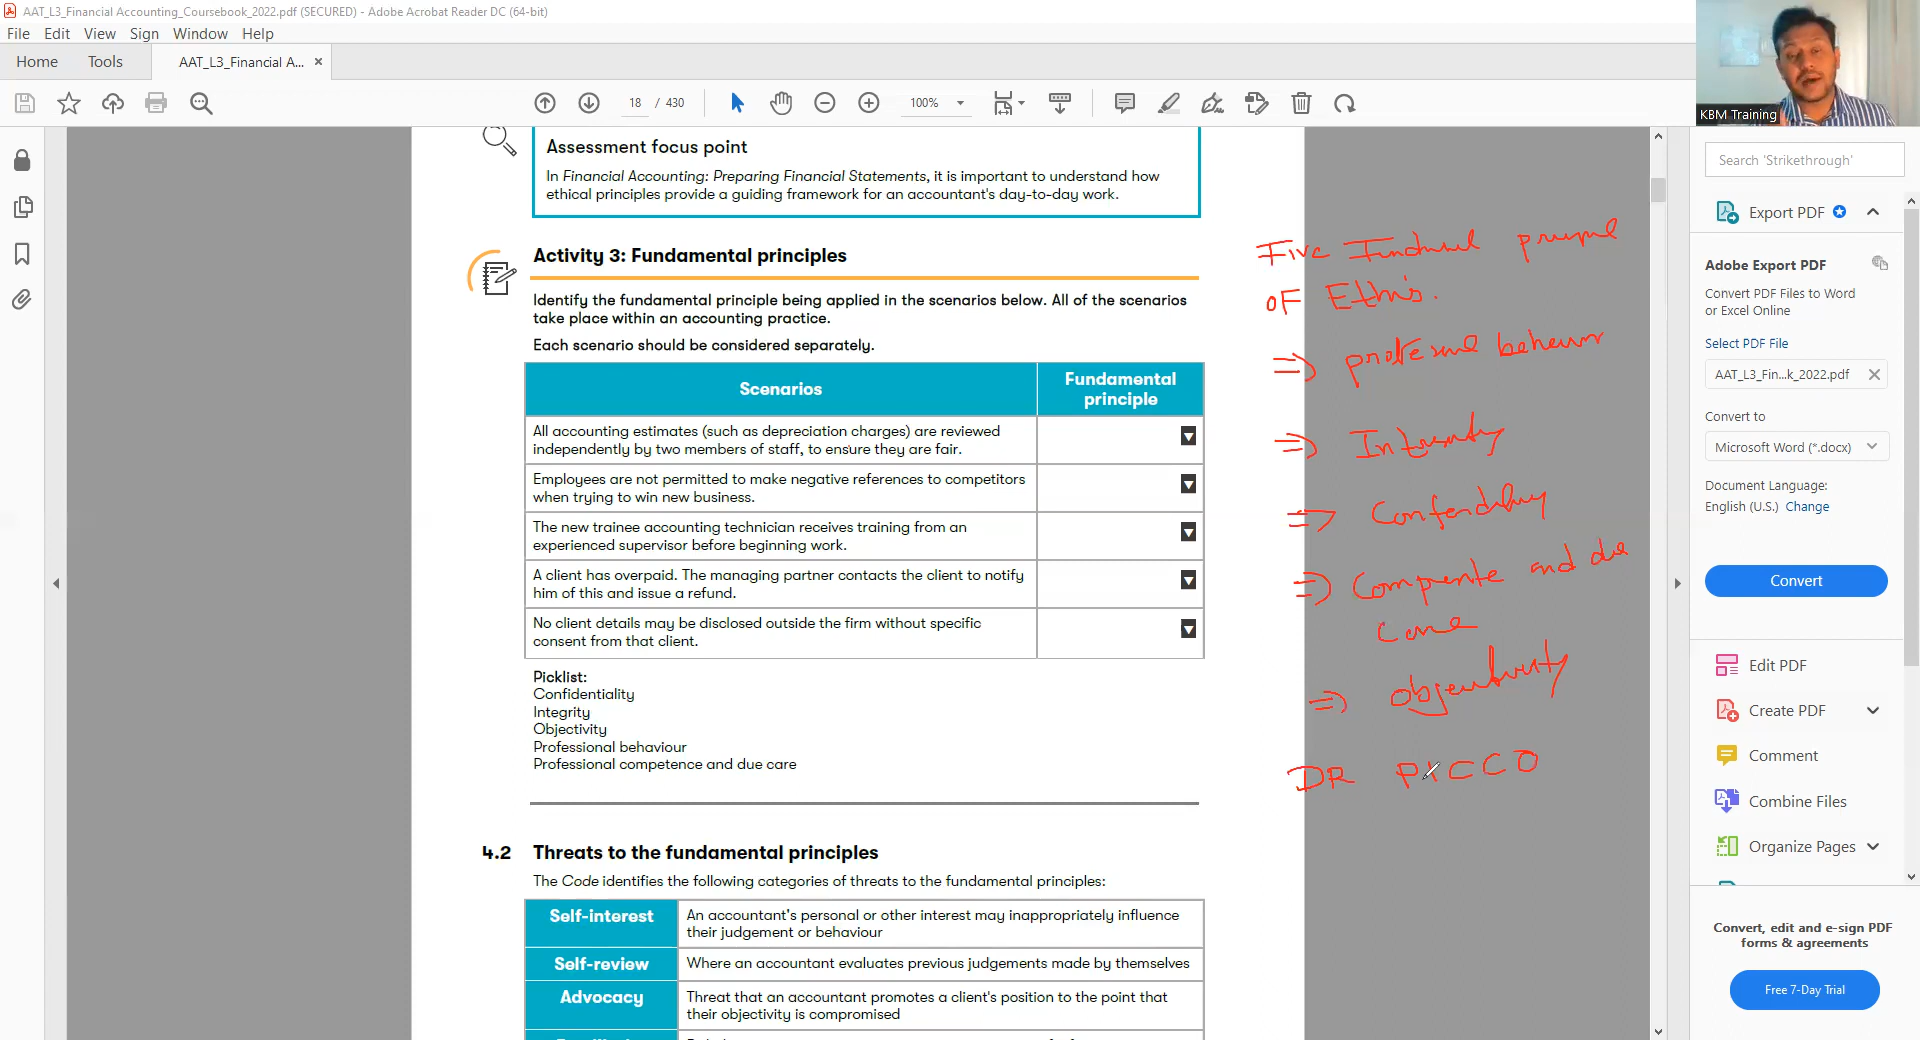 AAT_L3_Financial Accounting_Coursebook_2022.pdf (SECURED) - Adobe Acrobat Reader DC (64-bit)
File Edit View Sign Window Help
Home Tools AAT_L3_Financial A... ×
18 / 430 100%
KBM Training
Assessment focus point
In Financial Accounting: Preparing Financial Statements, it is important to understand how
ethical principles provide a guiding framework for an accountant's day-to-day work.
Activity 3: Fundamental principles
Identify the fundamental principle being applied in the scenarios below. All of the scenarios
take place within an accounting practice.
Each scenario should be considered separately.
Scenarios
Fundamental
principle
All accounting estimates (such as depreciation charges) are reviewed
independently by two members of staff, to ensure they are fair.
Employees are not permitted to make negative references to competitors
when trying to win new business.
The new trainee accounting technician receives training from an
experienced supervisor before beginning work.
A client has overpaid. The managing partner contacts the client to notify
him of this and issue a refund.
No client details may be disclosed outside the firm without specific
consent from that client.
Picklist:
Confidentiality
Integrity
Objectivity
Professional behaviour
Professional competence and due care
4.2 Threats to the fundamental principles
The Code identifies the following categories of threats to the fundamental principles:
Self-interest
An accountant's personal or other interest may inappropriately influence
their judgement or behaviour
Self-review
Where an accountant evaluates previous judgements made by themselves
Advocacy
Threat that an accountant promotes a client's position to the point that
their objectivity is compromised
Five
of
=>
=>
=>
=> and due
=>
DR
Search 'Strikethrough'
Export PDF
Adobe Export PDF
Convert PDF Files to Word
or Excel Online
Select PDF File
AAT_L3_Fin...k_2022.pdf ×
Convert to
Microsoft Word (*.docx)
Document Language:
English (U.S.) Change
Convert
Edit PDF
Create PDF
Comment
Combine Files
Organize Pages
Convert, edit and e-sign PDF
forms & agreements
Free 7-Day Trial